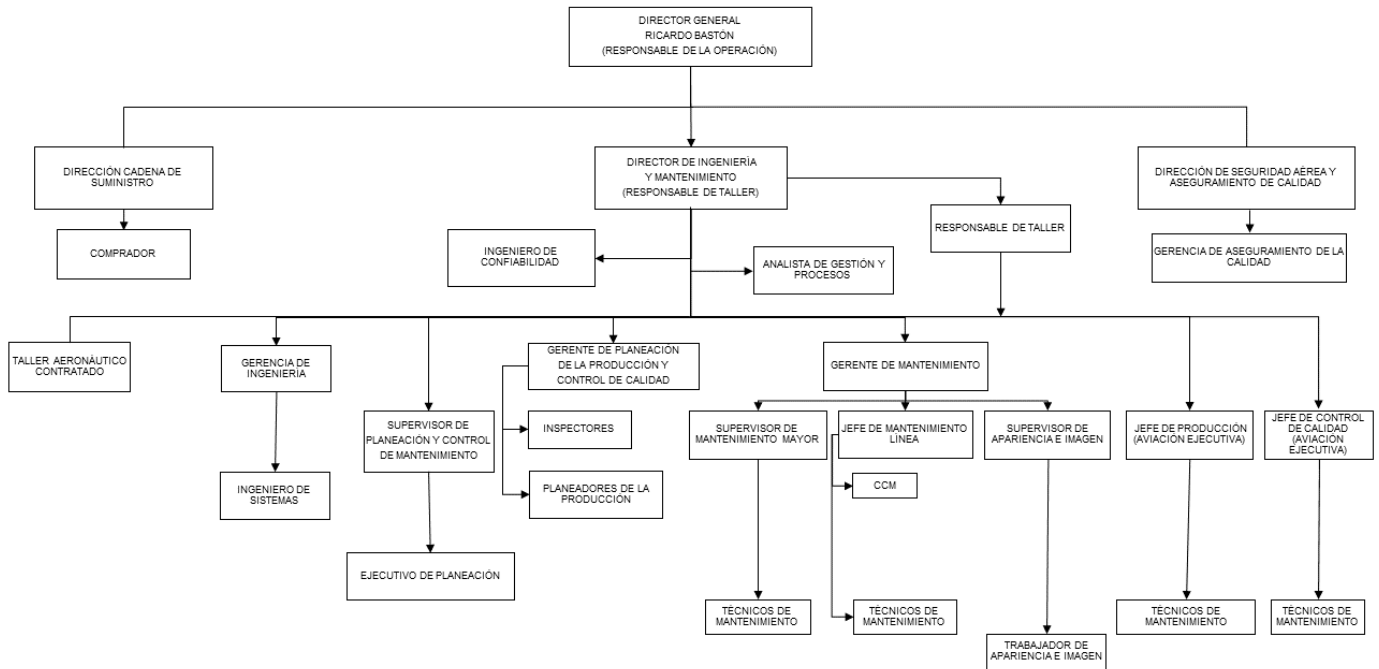 DIRECTOR GENERAL
RICARDO BASTÓN
(RESPONSABLE DE LA OPERACIÓN)
DIRECCIÓN CADENA DE
SUMINISTRO
DIRECTOR DE INGENIERÌA
Y MANTENIMIENTO
(RESPONSABLE DE TALLER)
DIRECCIÓN DE SEGURIDAD AÉREA Y
ASEGURAMIENTO DE CALIDAD
COMPRADOR
INGENIERO DE
CONFIABILIDAD
RESPONSABLE DE TALLER
ANALISTA DE GESTIÓN Y
PROCESOS
GERENCIA DE ASEGURAMIENTO DE LA
CALIDAD
TALLER AERONÁUTICO
CONTRATADO
GERENCIA DE
INGENIERÍA
GERENTE DE PLANEACIÓN
DE LA PRODUCCIÓN Y
CONTROL DE CALIDAD
GERENTE DE MANTENIMIENTO
SUPERVISOR DE
PLANEACIÓN Y CONTROL
DE MANTENIMIENTO
INSPECTORES
SUPERVISOR DE
MANTENIMIENTO MAYOR
JEFE DE MANTENIMIENTO
LÍNEA
SUPERVISOR DE
APARIENCIA E IMAGEN
JEFE DE PRODUCCIÓN
(AVIACIÓN EJECUTIVA)
JEFE DE CONTROL
DE CALIDAD
(AVIACIÓN
EJECUTIVA)
INGENIERO DE
SISTEMAS
PLANEADORES DE LA
PRODUCCIÓN
CCM
EJECUTIVO DE PLANEACIÓN
TÉCNICOS DE
MANTENIMIENTO
TÉCNICOS DE
MANTENIMIENTO
TÉCNICOS DE
MANTENIMIENTO
TÉCNICOS DE
MANTENIMIENTO
TRABAJADOR DE
APARIENCIA E IMAGEN